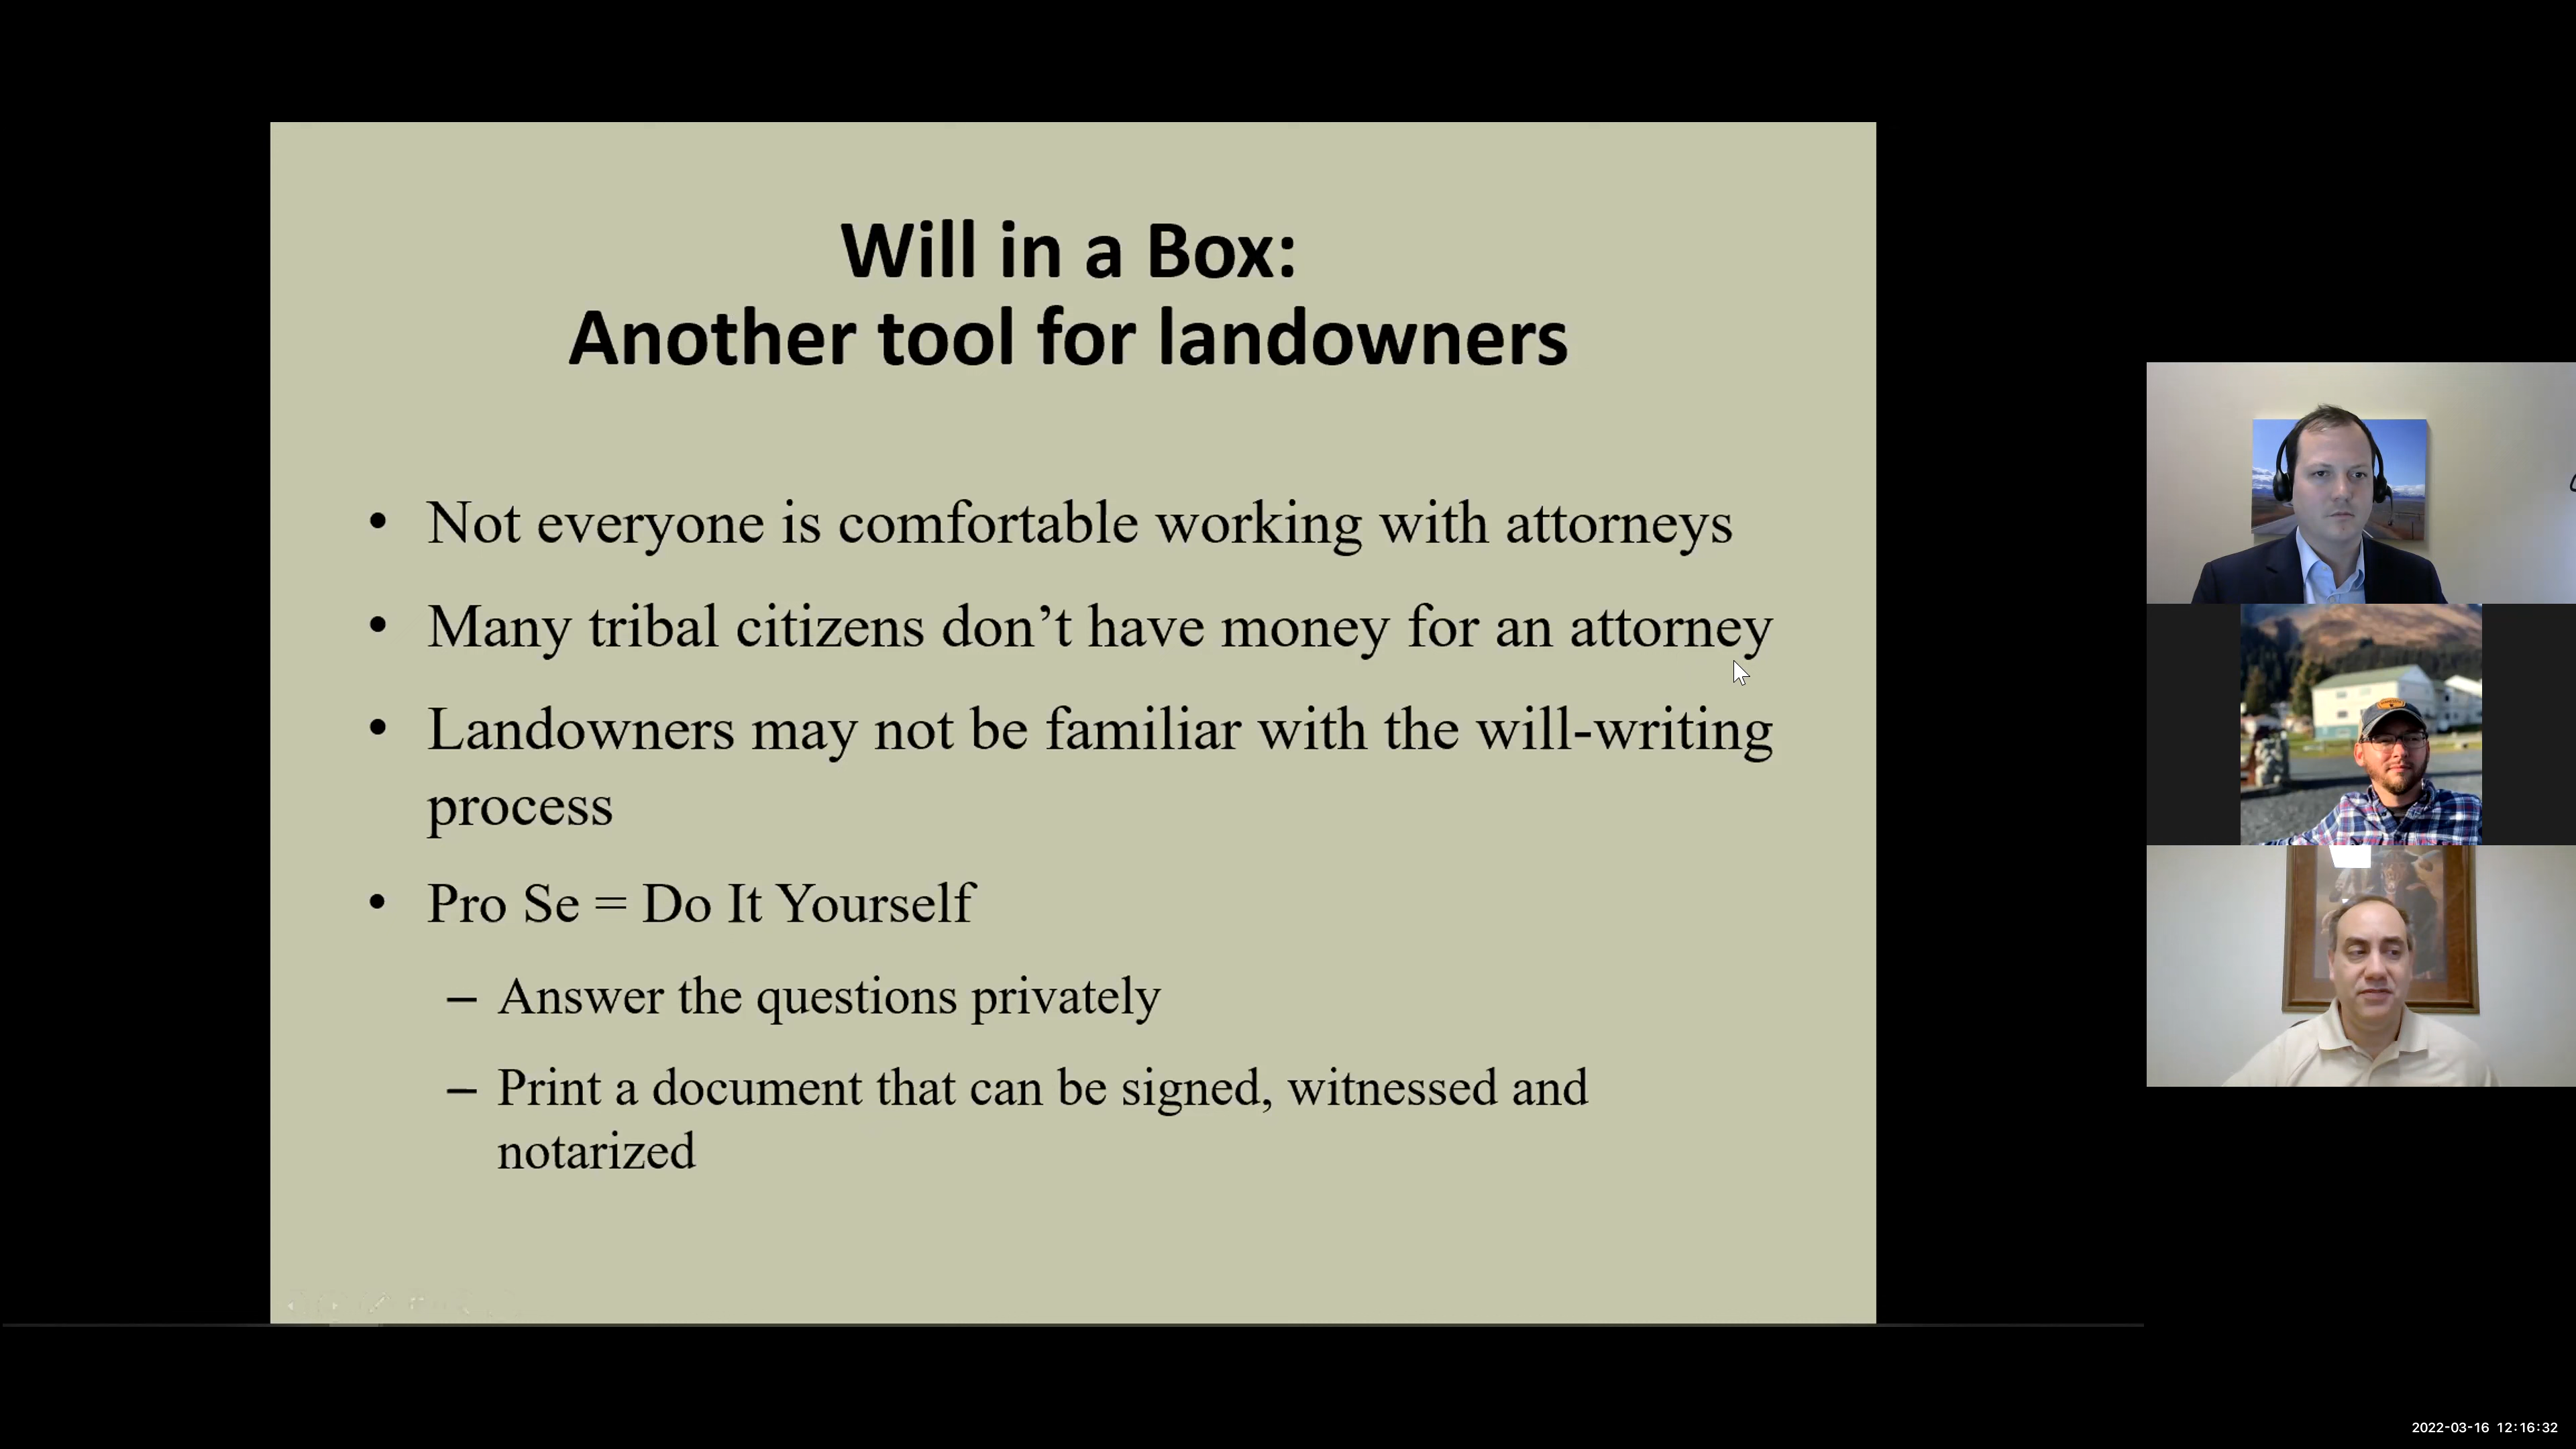 Will in a Box:
Another tool for landowners
• Not everyone is comfortable working with attorneys
• Many tribal citizens don’t have money for an attorney
• Landowners may not be familiar with the will-writing
process
• Pro Se = Do It Yourself
– Answer the questions privately
– Print a document that can be signed, witnessed and
notarized
2022-03-16 12:16:32